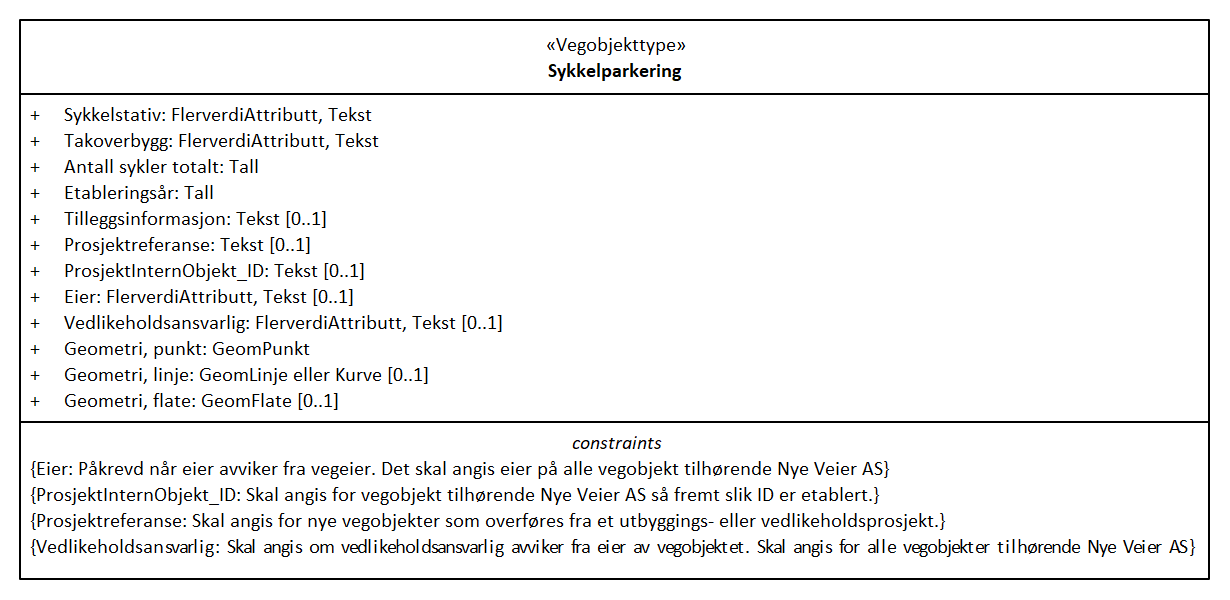 «Vegobjekttype»
Sykkelparkering
+ Sykkelstativ: FlerverdiAttributt, Tekst
+ Takoverbygg: FlerverdiAttributt, Tekst
+ Antall sykler totalt: Tall
+ Etableringsår: Tall
+ Tilleggsinformasjon: Tekst [0..1]
+ Prosjektreferanse: Tekst [0..1]
+ ProsjektInternObjekt_ID: Tekst [0..1]
+ Eier: FlerverdiAttributt, Tekst [0..1]
+ Vedlikeholdsansvarlig: FlerverdiAttributt, Tekst [0..1]
+ Geometri, punkt: GeomPunkt
+ Geometri, linje: GeomLinje eller Kurve [0..1]
+ Geometri, flate: GeomFlate [0..1]
constraints
{Eier: Påkrevd når eier avviker fra vegeier. Det skal angis eier på alle vegobjekt tilhørende Nye Veier AS}
{ProsjektInternObjekt_ID: Skal angis for vegobjekt tilhørende Nye Veier AS så fremt slik ID er etablert.}
{Prosjektreferanse: Skal angis for nye vegobjekter som overføres fra et utbyggings- eller vedlikeholdsprosjekt.}
{Vedlikeholdsansvarlig: Skal angis om vedlikeholdsansvarlig avviker fra eier av vegobjektet. Skal angis for alle vegobjekter tilhørende Nye Veier AS}